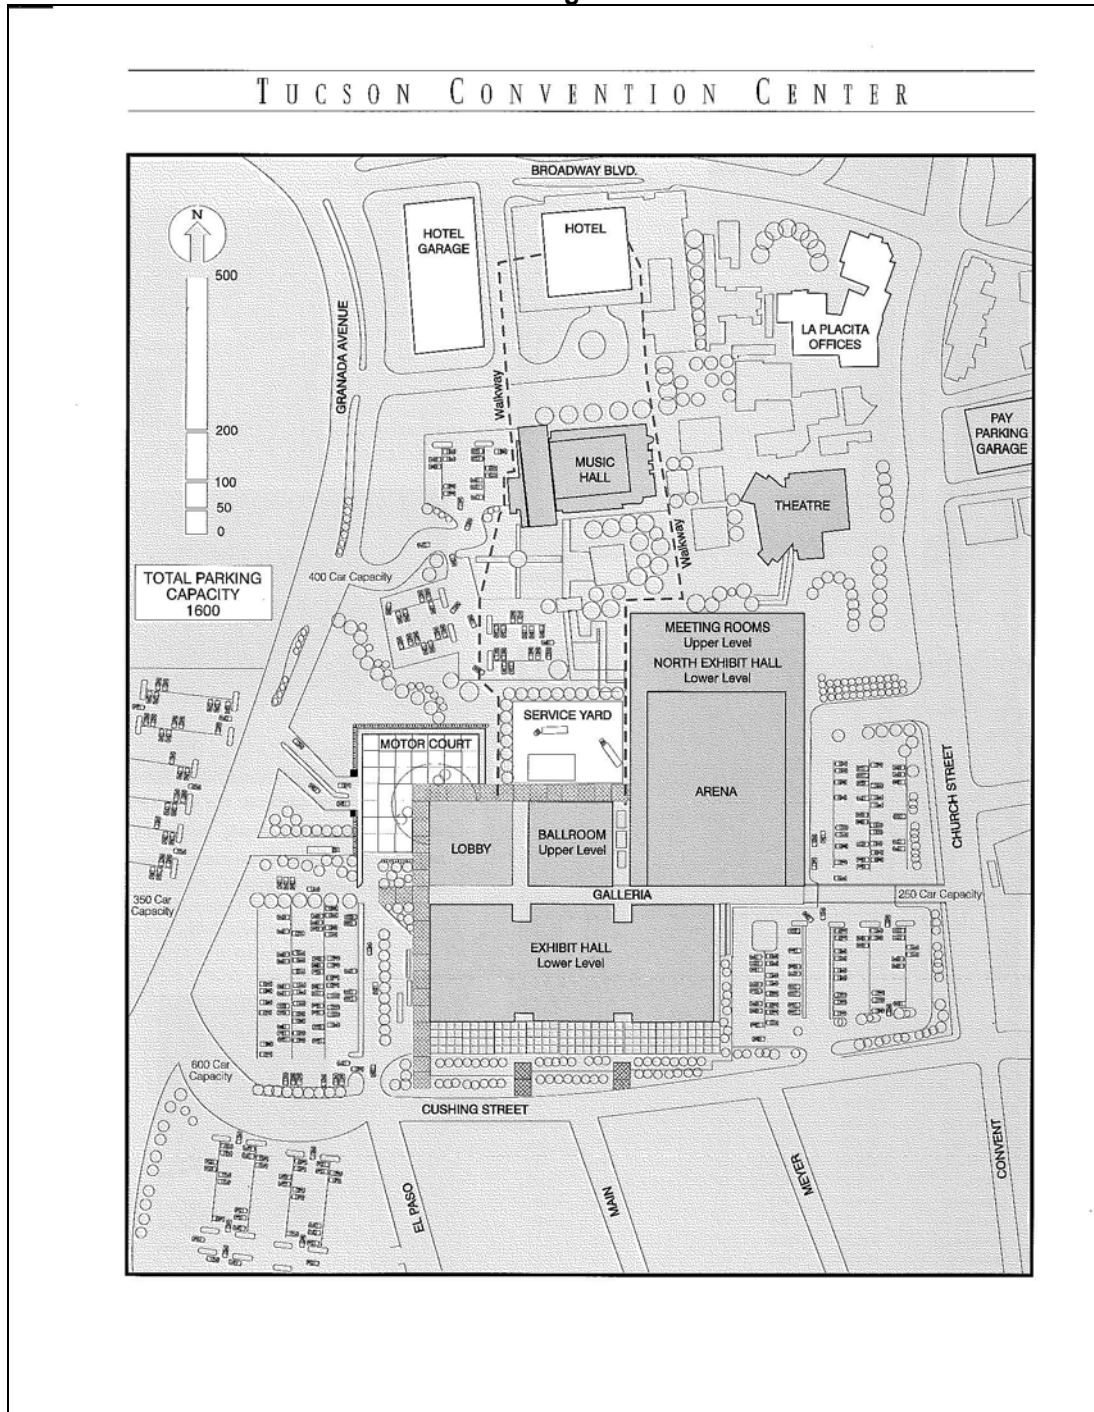 TUCSON CONVENTION CENTER
BROADWAY BLVD.
N
HOTEL
GARAGE
HOTEL
500
200
100
50
0
GRANADA AVENUE
LA PLACITA
OFFICES
Walkway
PAY
PARKING
GARAGE
MUSIC
HALL
THEATRE
Walkway
TOTAL PARKING
CAPACITY
1600
400 Car Capacity
MEETING ROOMS
Upper Level
NORTH EXHIBIT HALL
Lower Level
SERVICE YARD
MOTOR COURT
ARENA
CHURCH STREET
LOBBY
BALLROOM
Upper Level
GALLERIA
350 Car
Capacity
250 Car Capacity
EXHIBIT HALL
Lower Level
600 Car
Capacity
CUSHING STREET
EL PASO
MAIN
MEYER
CONVENT